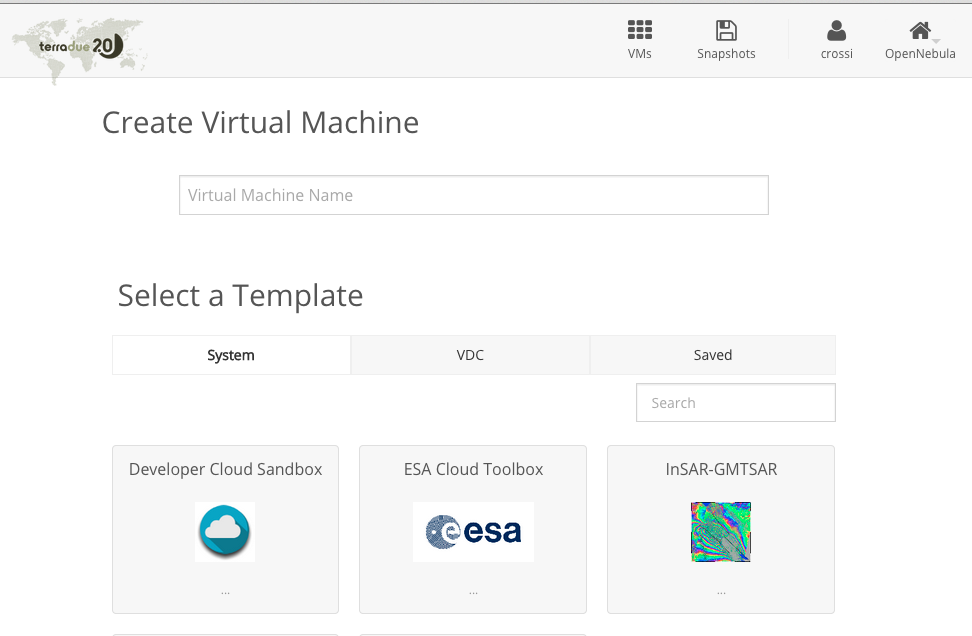 terradue 2.0
VMs
Snapshots
crossi
OpenNebula
Create Virtual Machine
Virtual Machine Name
Select a Template
System
VDC
Saved
Search
Developer Cloud Sandbox
ESA Cloud Toolbox
InSAR-GMTSAR
esa
...
...
...